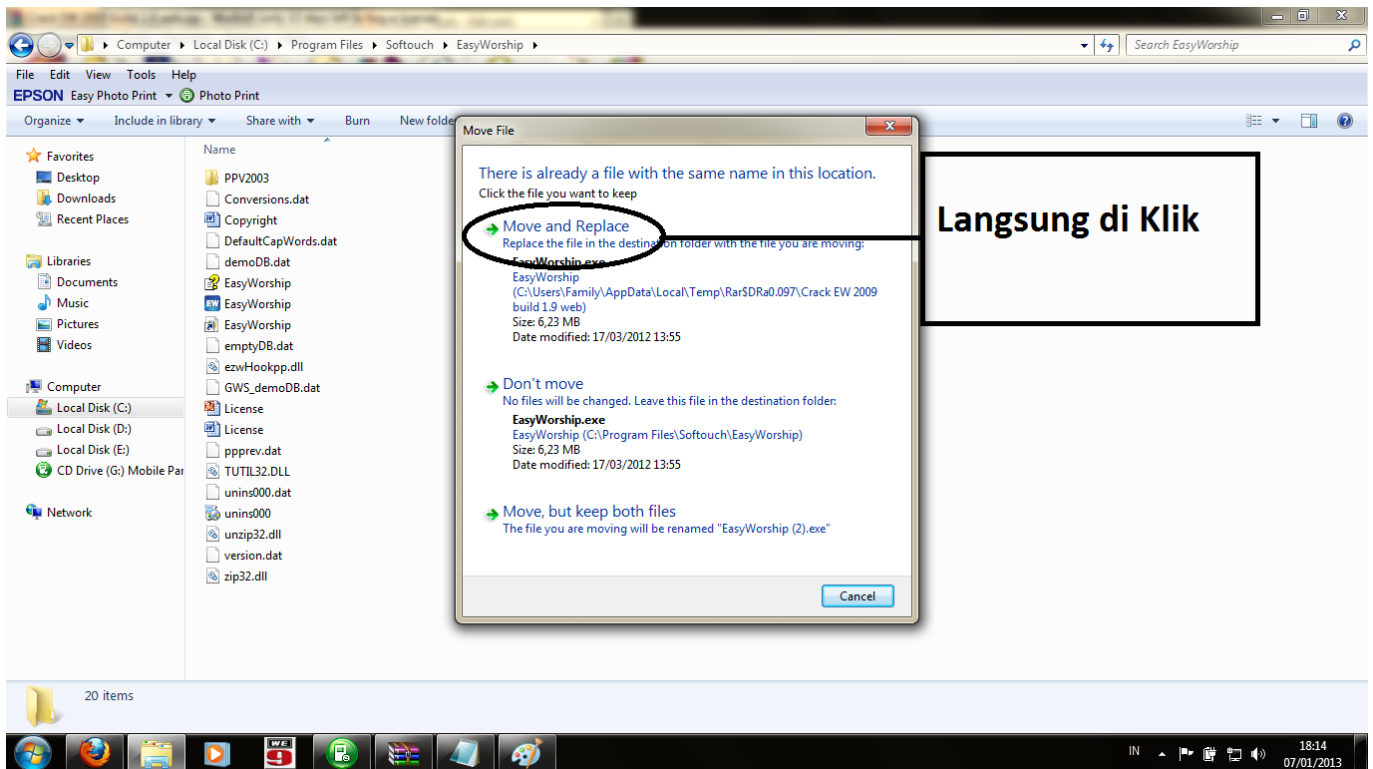 Computer ▸ Local Disk (C:) ▸ Program Files ▸ Softouch ▸ EasyWorship ▸
Search EasyWorship
File Edit View Tools Help
EPSON Easy Photo Print Photo Print
Organize Include in library Share with Burn New folde
Favorites
Desktop
Downloads
Recent Places
Libraries
Documents
Music
Pictures
Videos
Computer
Local Disk (C:)
Local Disk (D:)
Local Disk (E:)
CD Drive (G:) Mobile Par
Network
Name
PPV2003
Conversions.dat
Copyright
DefaultCapWords.dat
demoDB.dat
EasyWorship
EasyWorship
EasyWorship
emptyDB.dat
ezwHookpp.dll
GWS_demoDB.dat
License
License
ppprev.dat
TUTIL32.DLL
unins000.dat
unins000
unzip32.dll
version.dat
zip32.dll
Move File
There is already a file with the same name in this location.
Click the file you want to keep
Move and Replace
Replace the file in the destination folder with the file you are moving:
EasyWorship.exe
EasyWorship
(C:\Users\Family\AppData\Local\Temp\Rar$DRa0.097\Crack EW 2009
build 1.9 web)
Size: 6,23 MB
Date modified: 17/03/2012 13:55
Don't move
No files will be changed. Leave this file in the destination folder:
EasyWorship.exe
EasyWorship (C:\Program Files\Softouch\EasyWorship)
Size: 6,23 MB
Date modified: 17/03/2012 13:55
Move, but keep both files
The file you are moving will be renamed "EasyWorship (2).exe"
Cancel
Langsung di Klik
20 items
WE
9
IN
18:14
07/01/2013